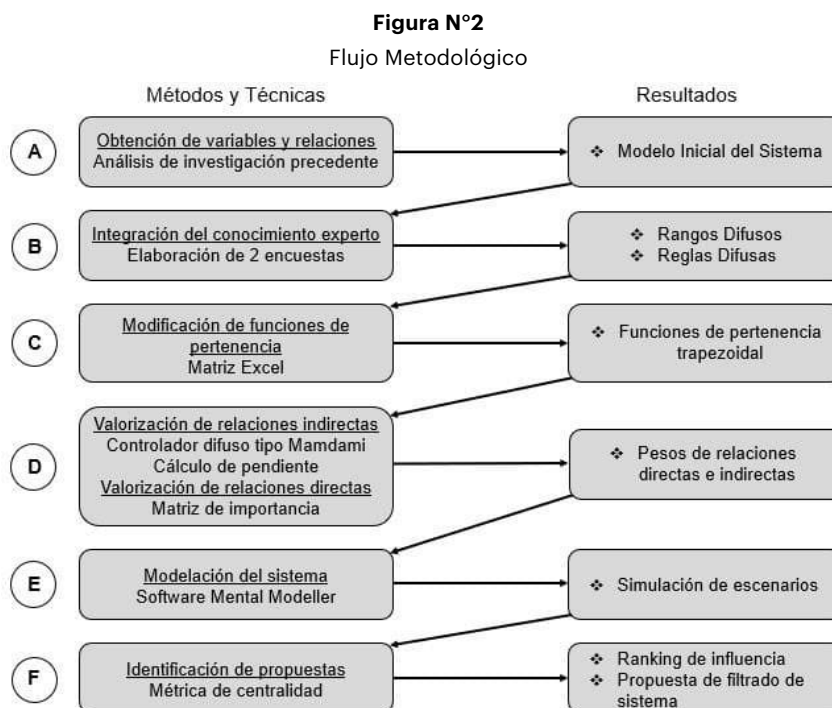 Figura N°2
Flujo Metodológico
Métodos y Técnicas
Resultados
A
Obtención de variables y relaciones
Análisis de investigación precedente
❖ Modelo Inicial del Sistema
B
Integración del conocimiento experto
Elaboración de 2 encuestas
❖ Rangos Difusos
❖ Reglas Difusas
C
Modificación de funciones de
pertenencia
Matriz Excel
❖ Funciones de pertenencia
trapezoidal
D
Valorización de relaciones indirectas
Controlador difuso tipo Mamdami
Cálculo de pendiente
Valorización de relaciones directas
Matriz de importancia
❖ Pesos de relaciones
directas e indirectas
E
Modelación del sistema
Software Mental Modeller
❖ Simulación de escenarios
F
Identificación de propuestas
Métrica de centralidad
❖ Ranking de influencia
❖ Propuesta de filtrado de
sistema